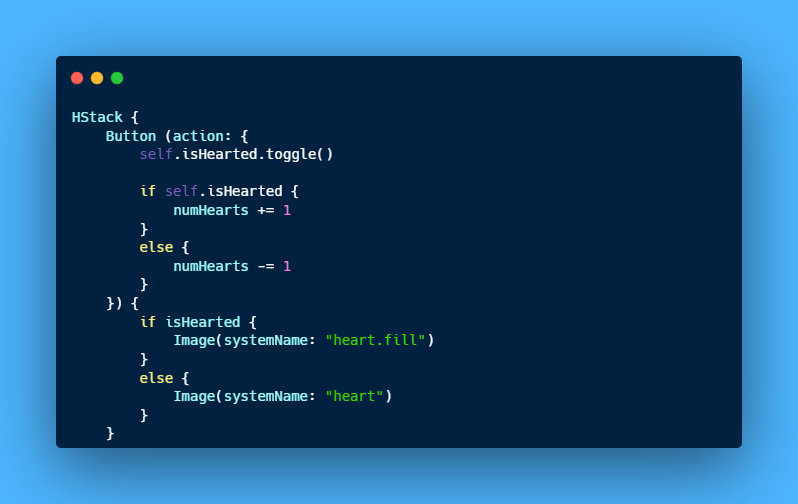 HStack {
    Button (action: {
        self.isHearted.toggle()

        if self.isHearted {
            numHearts += 1
        }
        else {
            numHearts -= 1
        }
    }) {
        if isHearted {
            Image(systemName: "heart.fill")
        }
        else {
            Image(systemName: "heart")
        }
    }